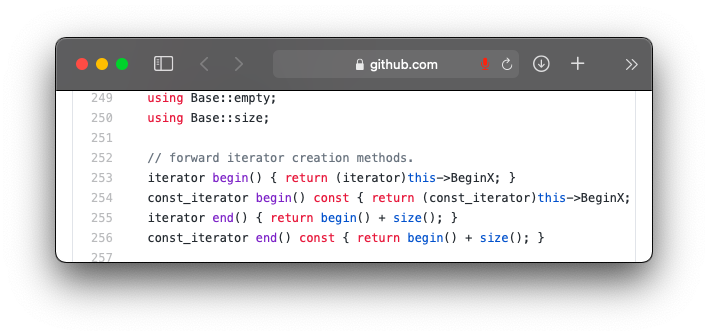 github.com
249 using Base::empty;
250 using Base::size;
251
252 // forward iterator creation methods.
253 iterator begin() { return (iterator)this->BeginX; }
254 const_iterator begin() const { return (const_iterator)this->BeginX;
255 iterator end() { return begin() + size(); }
256 const_iterator end() const { return begin() + size(); }
257